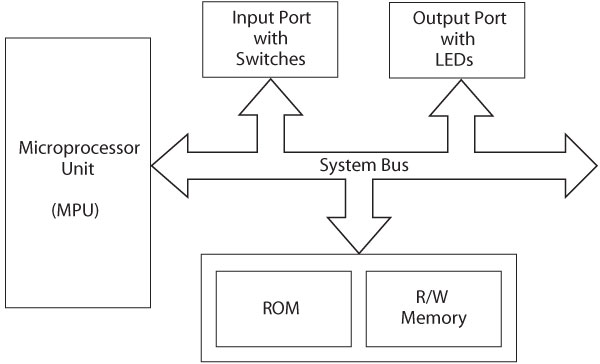 Input Port
with
Switches
Output Port
with
LEDs
Microprocessor
Unit
(MPU)
System Bus
ROM
R/W
Memory